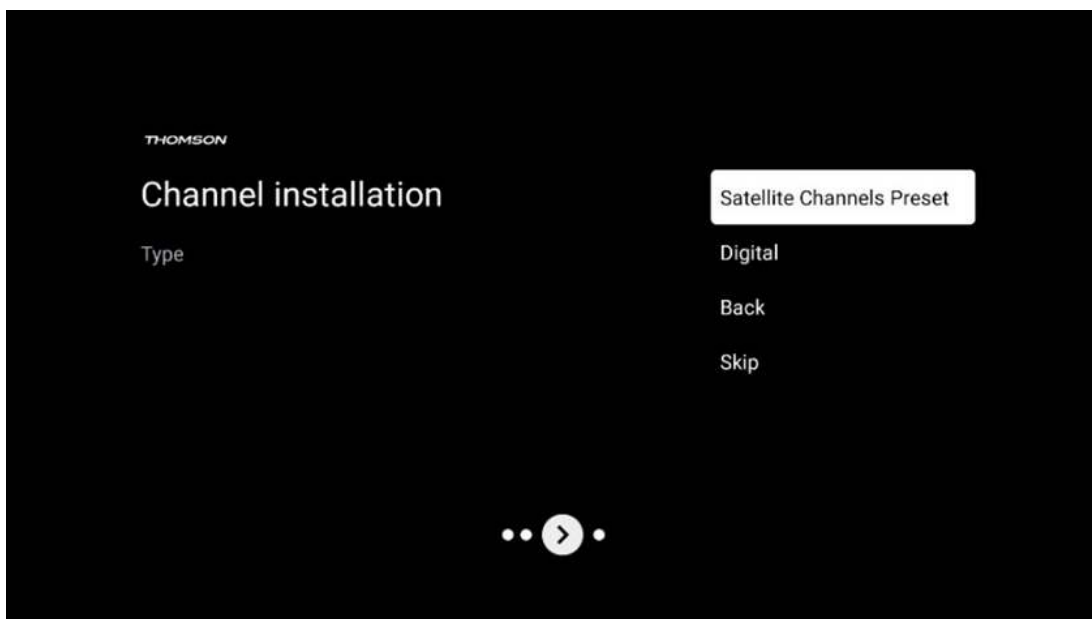 THOMSON
Channel installation
Type
Satellite Channels Preset
Digital
Back
Skip